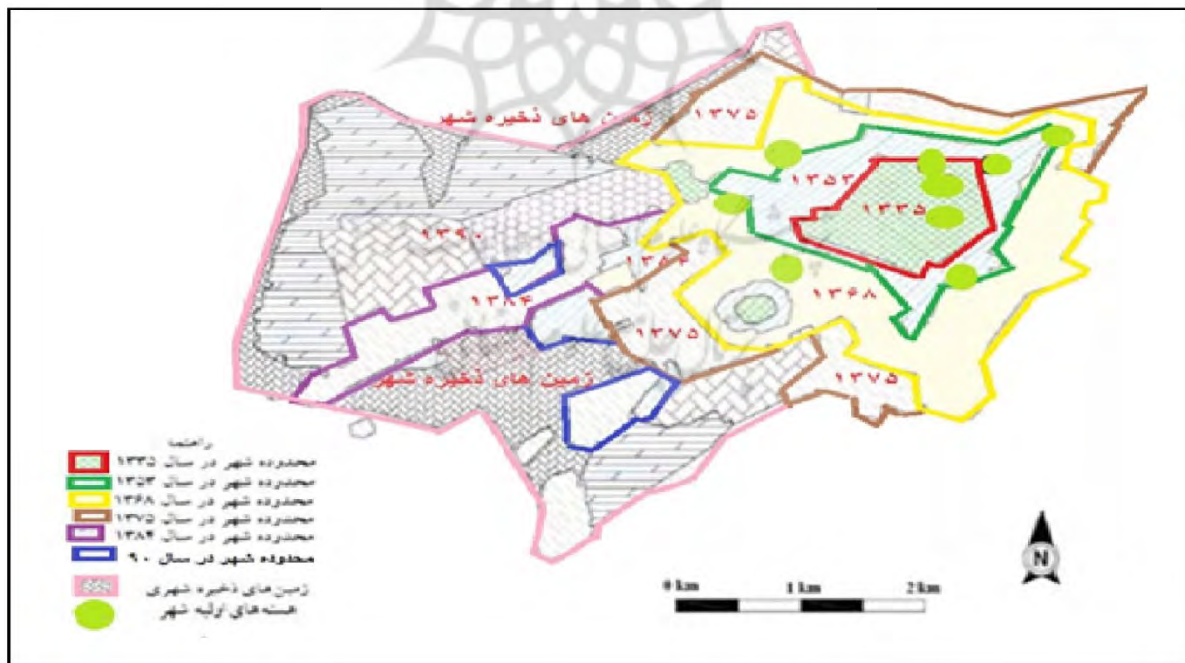 زمین های ذخیره شهر
۱۳۷۵
۱۳۵۳
۱۳۳۵
۱۳۹۰
۱۳۸۴
۱۳۶۸
۱۳۷۵
زمین های ذخیره شهر
۱۳۷۵
راهنما
محدوده شهر در سال ۱۳۳۵
محدوده شهر در سال ۱۳۵۳
محدوده شهر در سال ۱۳۶۸
محدوده شهر در سال ۱۳۷۵
محدوده شهر در سال ۱۳۸۴
محدوده شهر در سال ۹۰
زمین های ذخیره شهری
هسته های اولیه شهر
0 km 1 km 2 km
N